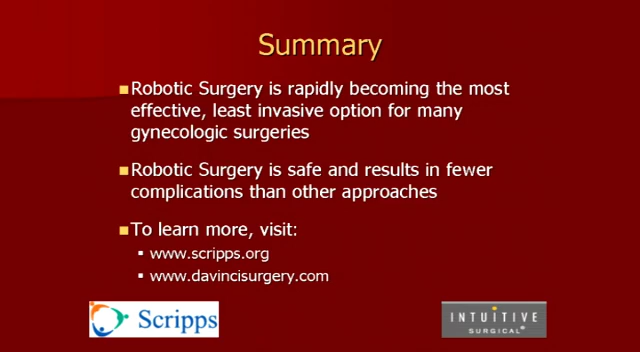 Summary
Robotic Surgery is rapidly becoming the most
effective, least invasive option for many
gynecologic surgeries
Robotic Surgery is safe and results in fewer
complications than other approaches
To learn more, visit:
www.scripps.org
www.davincisurgery.com
Scripps
INTUITIVE
SURGICAL®